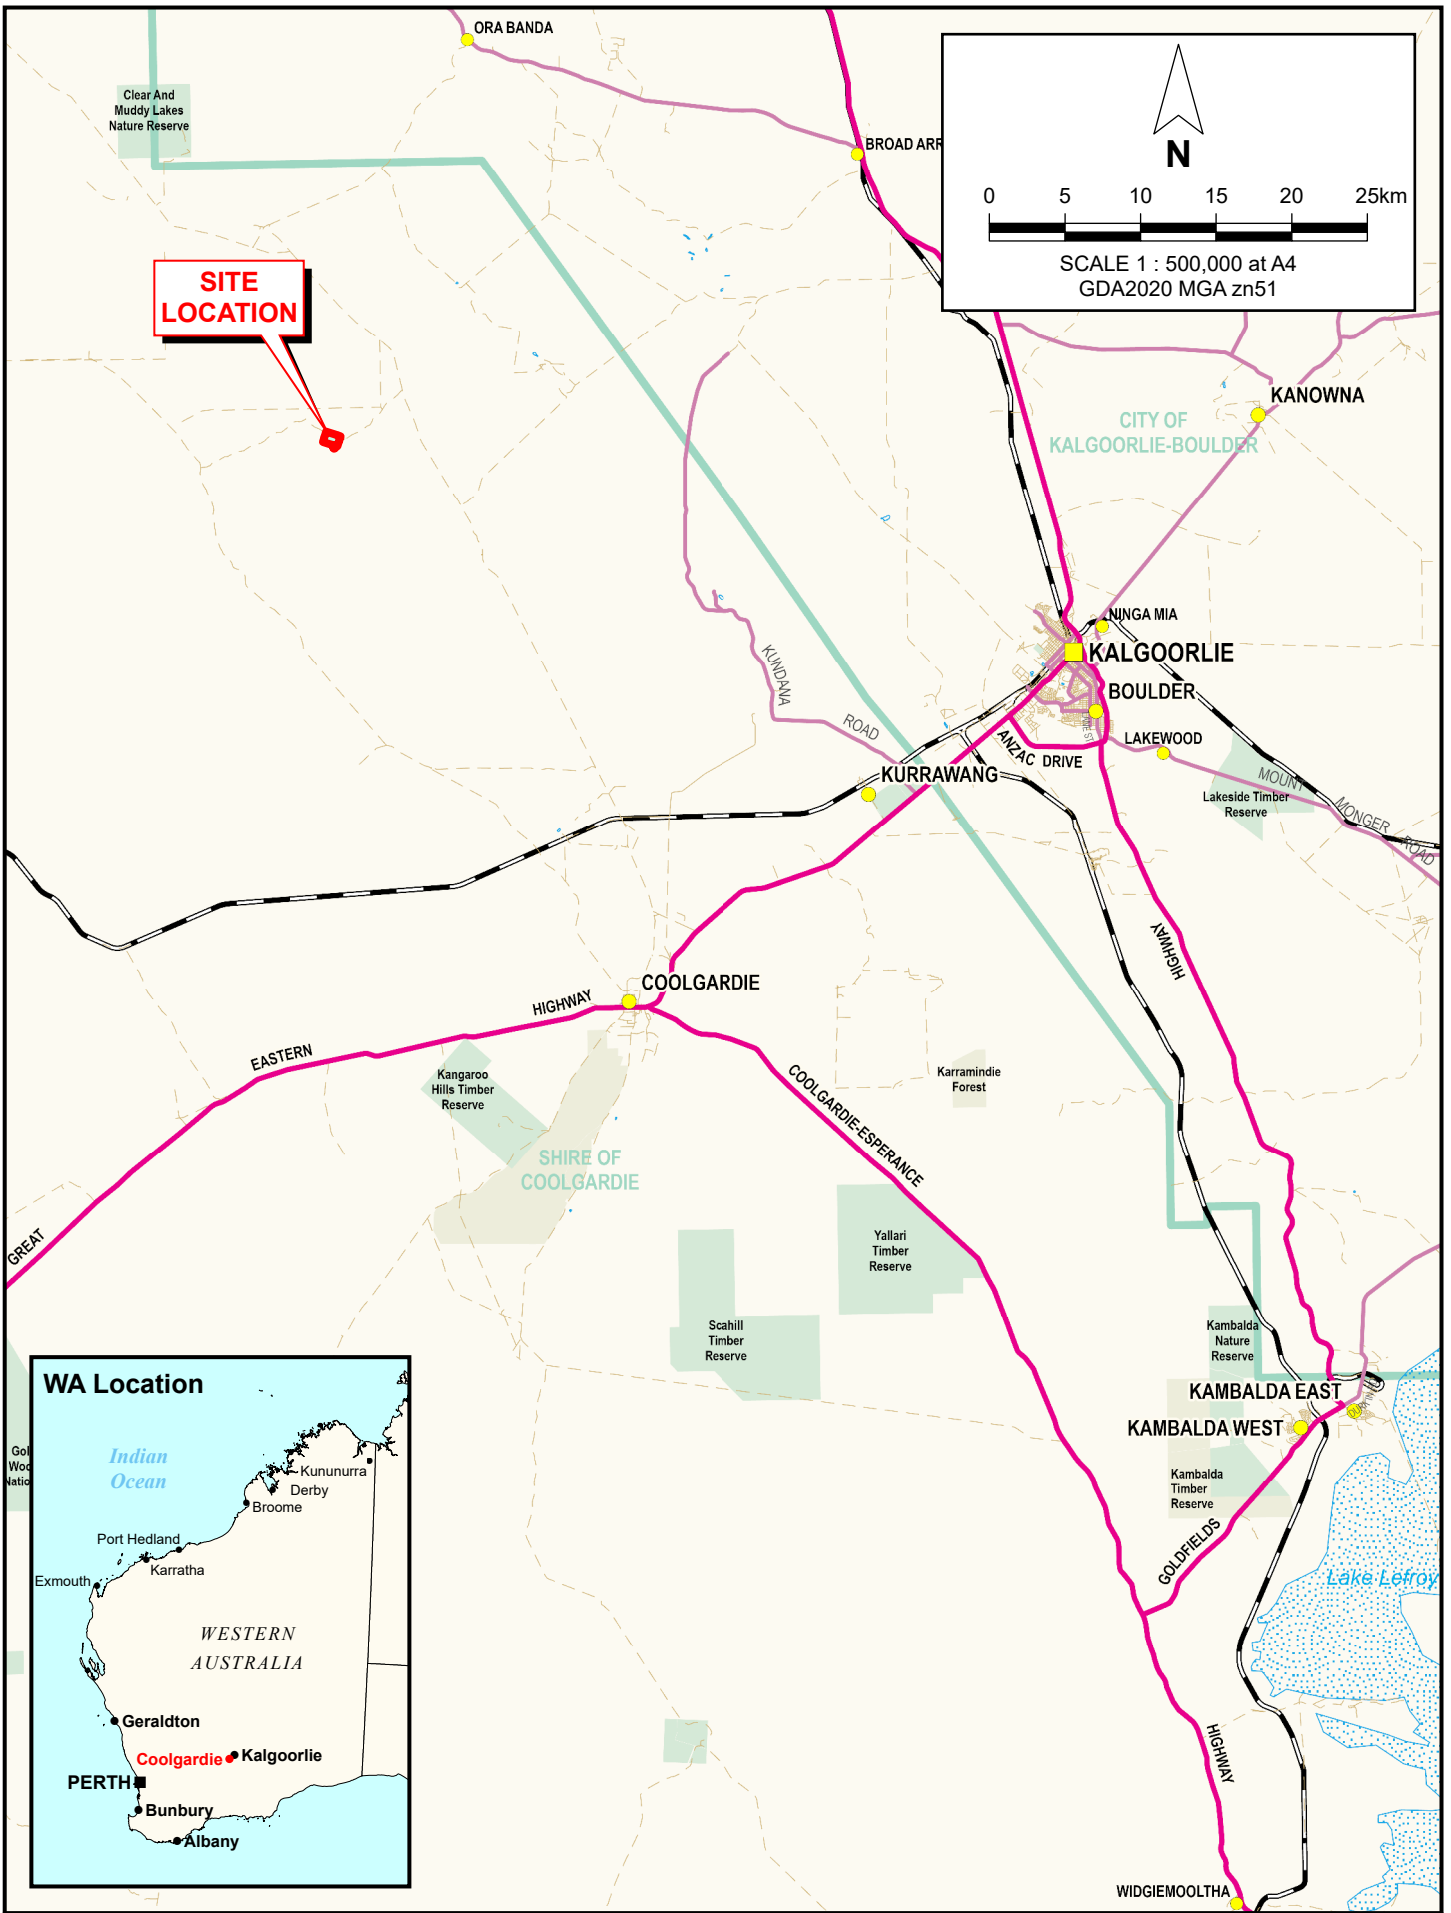 ORA BANDA
Clear And
Muddy Lakes
Nature Reserve
BROAD ARR
N
0 5 10 15 20 25km
SCALE 1 : 500,000 at A4
GDA2020 MGA zn51
SITE
LOCATION
KANOWNA
CITY OF
KALGOORLIE-BOULDER
NINGA MIA
KALGOORLIE
BOULDER
LAKEWOOD
KUNDANA
ROAD
ANZAC DRIVE
KURRAWANG
MOUNT
MONGER
ROAD
Lakeside Timber
Reserve
HIGHWAY
COOLGARDIE
HIGHWAY
EASTERN
GREAT
Kangaroo
Hills Timber
Reserve
Karramindie
Forest
COOLGARDIE-ESPERANCE
SHIRE OF
COOLGARDIE
Yallari
Timber
Reserve
Scahill
Timber
Reserve
Kambalda
Nature
Reserve
KAMBALDA EAST
KAMBALDA WEST
Kambalda
Timber
Reserve
GOLDFIELDS
Lake Lefroy
HIGHWAY
WIDGIEMOOLTHA
Gol
Woo
Natio
WA Location
Indian
Ocean
Kununurra
Derby
Broome
Port Hedland
Karratha
Exmouth
WESTERN
AUSTRALIA
Geraldton
Coolgardie
Kalgoorlie
PERTH
Bunbury
Albany